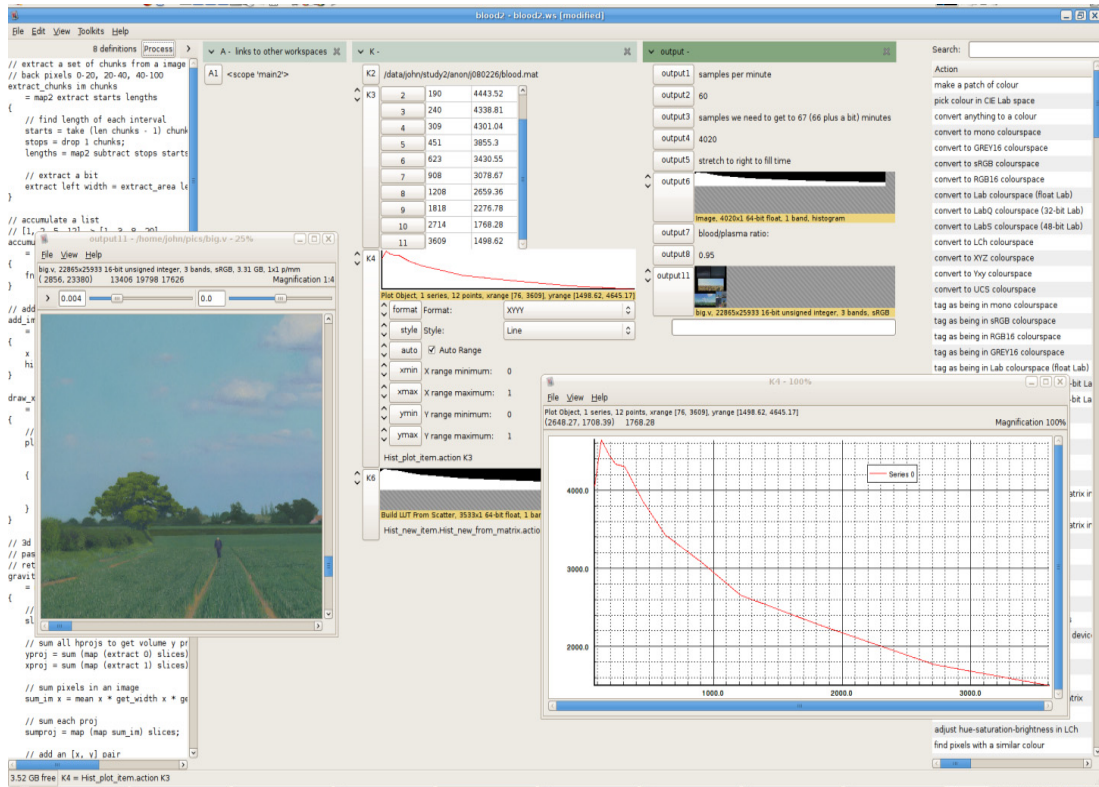 blood2 - blood2.ws [modified]
File Edit View Toolkits Help
8 definitions Process
// extract a set of chunks from a image
// back pixels 0-20, 20-40, 40-100
extract_chunks im chunks
= map2 extract starts lengths
{
// find length of each interval
starts = take (len chunks - 1) chunk
stops = drop 1 chunks;
lengths = map2 subtract stops starts
// extract a bit
extract left width = extract_area le
}
// accumulate a list
accumu
=
{
fn
}
// add
add_im
=
{
x
hi
}
draw_x
=
{
//
pl
{
}
}
// 3d
// pas
// ret
gravit
=
{
//
sl
// sum all hprojs to get volume y pr
yproj = sum (map (extract 0) slices)
xproj = sum (map (extract 1) slices)
// sum pixels in an image
sum_im x = mean x * get_width x * ge
// sum each proj
sumproj = map (map sum_im) slices;
// add an [x, y] pair
3.52 GB free K4 = Hist_plot_item.action K3
A - links to other workspaces
A1 <scope 'main2'>
K -
K2 /data/john/study2/anon/j080226/blood.mat
K3
2 190 4443.52
3 240 4338.81
4 309 4301.04
5 451 3855.3
6 623 3430.55
7 908 3078.67
8 1208 2659.36
9 1818 2276.78
10 2714 1768.28
11 3609 1498.62
K4
Plot Object, 1 series, 12 points, xrange [76, 3609], yrange [1498.62, 4645.17]
format Format: XYYY
style Style: Line
auto Auto Range
xmin X range minimum: 0
xmax X range maximum: 1
ymin Y range minimum: 0
ymax Y range maximum: 1
Hist_plot_item.action K3
K6
Build LUT From Scatter, 3533x1 64-bit float, 1 bar
Hist_new_item.Hist_new_from_matrix.action
output -
output1 samples per minute
output2 60
output3 samples we need to get to 67 (66 plus a bit) minutes
output4 4020
output5 stretch to right to fill time
output6
Image, 4020x1 64-bit float, 1 band, histogram
output7 blood/plasma ratio:
output8 0.95
output11
big.v, 22865x25933 16-bit unsigned integer, 3 bands, sRGB
Search:
Action
make a patch of colour
pick colour in CIE Lab space
convert anything to a colour
convert to mono colourspace
convert to GREY16 colourspace
convert to sRGB colourspace
convert to RGB16 colourspace
convert to Lab colourspace (float Lab)
convert to LabQ colourspace (32-bit Lab)
convert to LabS colourspace (48-bit Lab)
convert to LCh colourspace
convert to XYZ colourspace
convert to Yxy colourspace
convert to UCS colourspace
tag as being in mono colourspace
tag as being in sRGB colourspace
tag as being in RGB16 colourspace
tag as being in GREY16 colourspace
tag as being in Lab colourspace (float Lab)
-bit La
-bit La
atrix in
atrix in
device
atrix
adjust hue-saturation-brightness in LCh
find pixels with a similar colour
output11 - /home/john/pics/big.v - 25%
File View Help
big.v, 22865x25933 16-bit unsigned integer, 3 bands, sRGB, 3.31 GB, 1x1 p/mm
( 2856, 23380) 13406 19798 17626 Magnification 1:4
0.004 0.0
K4 - 100%
File View Help
Plot Object, 1 series, 12 points, xrange [76, 3609], yrange [1498.62, 4645.17]
(2648.27, 1708.39) 1768.28 Magnification 100%
Series 0
4000.0
3000.0
2000.0
1000.0 2000.0 3000.0